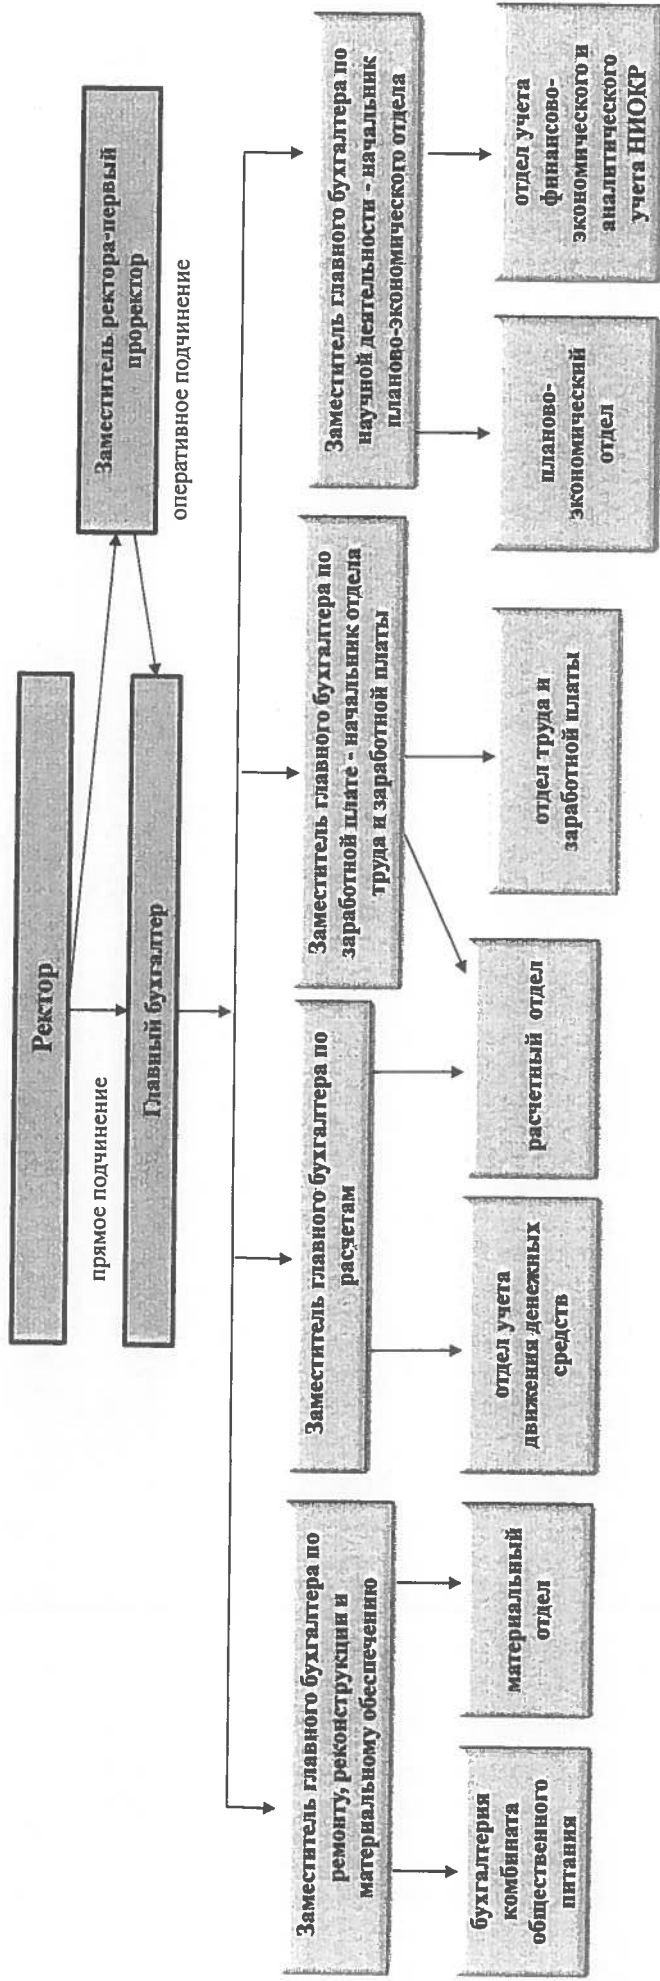 Ректор
Заместитель ректора-первый
проректор
прямое подчинение
оперативное подчинение
Главный бухгалтер
Заместитель главного бухгалтера по
ремонту, реконструкции и
материальному обеспечению
Заместитель главного бухгалтера по
расчетам
Заместитель главного бухгалтера по
заработной плате - начальник отдела
труда и заработной платы
Заместитель главного бухгалтера по
научной деятельности - начальник
планово-экономического отдела
бухгалтерия
комбината
общественного
питания
материальный
отдел
отдел учета
движения денежных
средств
расчетный отдел
отдел труда и
заработной платы
планово-
экономический
отдел
отдел учета
финансово-
экономического и
аналитического
учета НИОКР